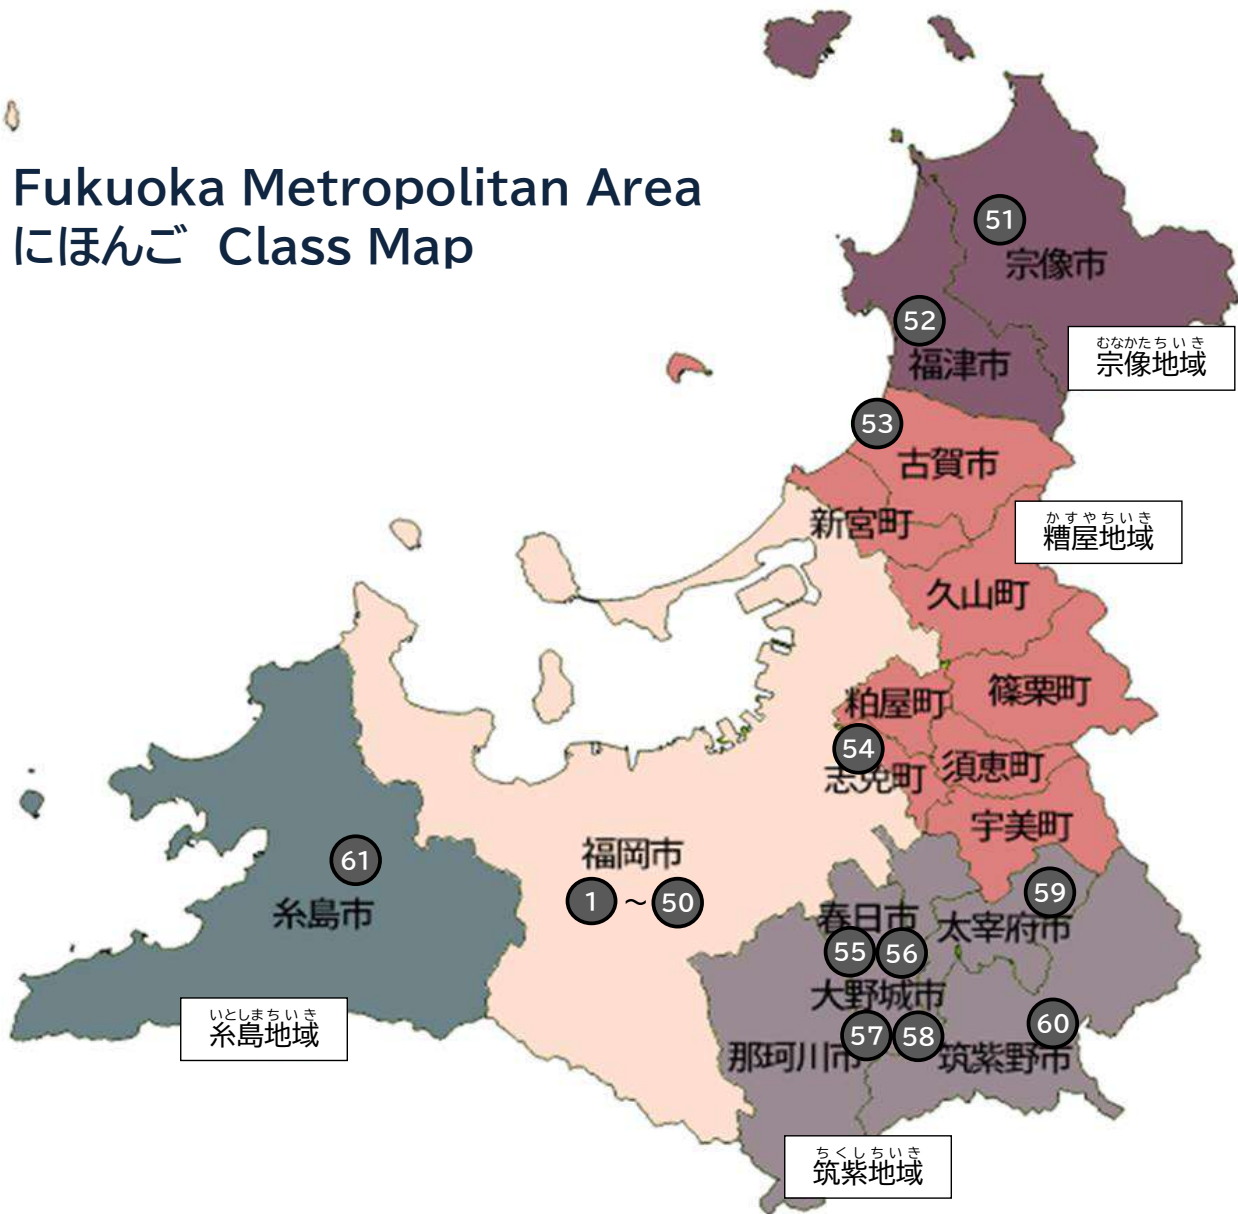 Fukuoka Metropolitan Area
にほんご Class Map
51
宗像市
52
福津市
むなかたちいき
宗像地域
53
古賀市
新宮町
かすやちいき
糟屋地域
久山町
篠栗町
粕屋町
54
志免町
須恵町
宇美町
61
糸島市
福岡市
1 ～ 50
59
春日市
太宰府市
55 56
大野城市
57 58
60
那珂川市
筑紫野市
いとしまちいき
糸島地域
ちくしちいき
筑紫地域